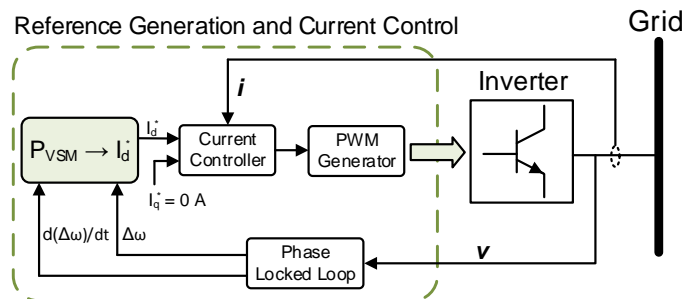 Reference Generation and Current Control
Grid
i
Inverter
P_VSM → I_d^*
I_d^*
Current
Controller
PWM
Generator
I_q^* = 0 A
d(Δω)/dt
Δω
Phase
Locked Loop
v